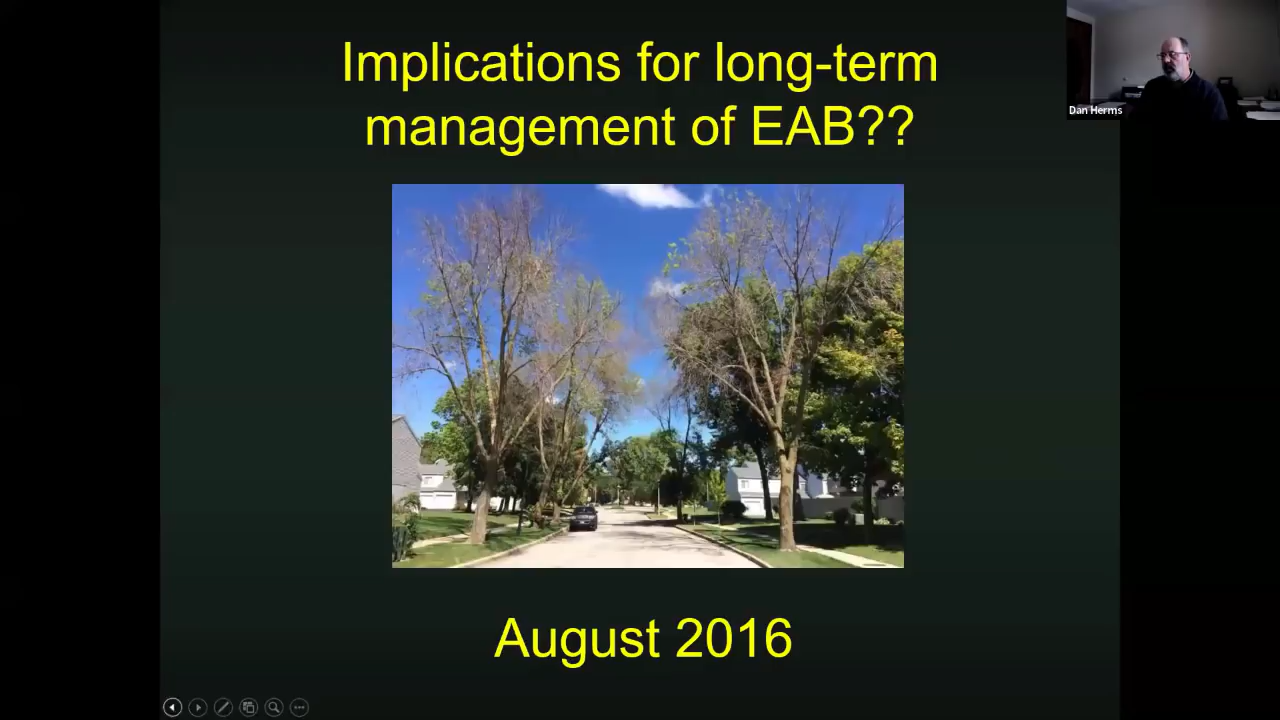 Implications for long-term
management of EAB??
Dan Herms
August 2016